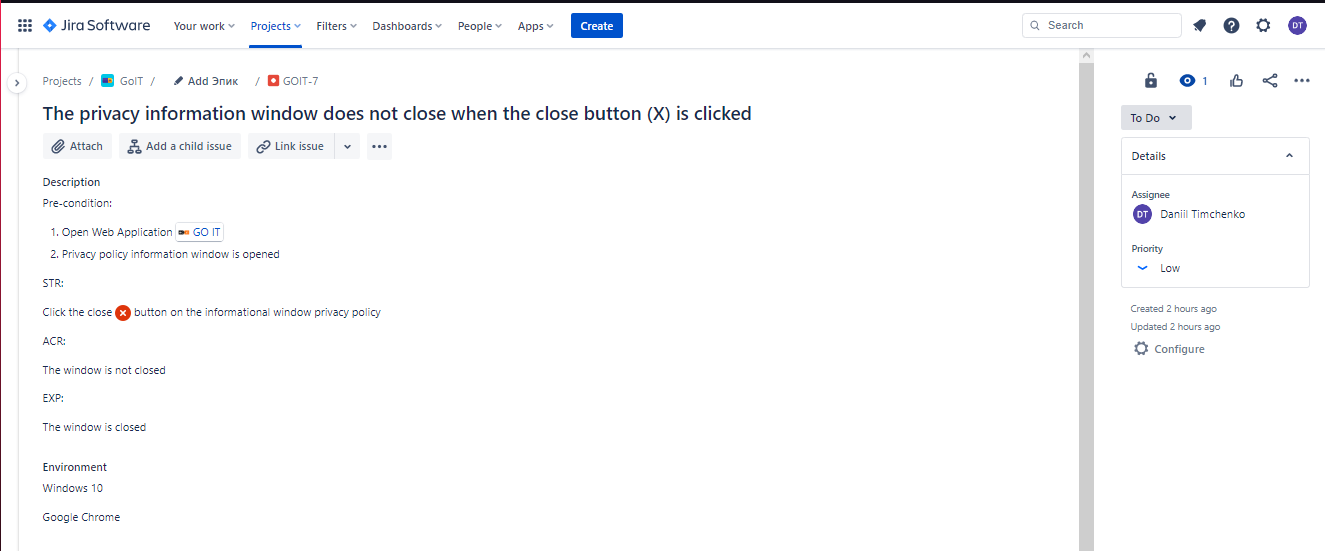 Jira Software Your work Projects Filters Dashboards People Apps Create Search DT
Projects / GoIT / Add Эпик / GOIT-7 1
The privacy information window does not close when the close button (X) is clicked
To Do
Attach Add a child issue Link issue
Details
Description
Pre-condition:
Assignee
DT Daniil Timchenko
1. Open Web Application GO IT
2. Privacy policy information window is opened
Priority
Low
STR:
Click the close button on the informational window privacy policy
Created 2 hours ago
Updated 2 hours ago
ACR:
Configure
The window is not closed
EXP:
The window is closed
Environment
Windows 10
Google Chrome